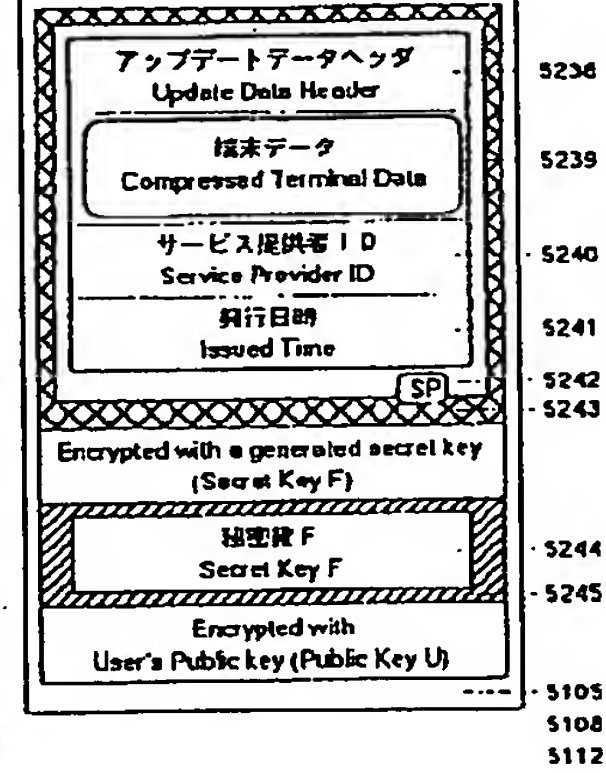 アップデートデータヘッダ 5238
Update Data Header
端末データ 5239
Compressed Terminal Data
サービス提供者ID 5240
Service Provider ID
発行日時 5241
Issued Time
SP 5242
5243
Encrypted with a generated secret key
(Secret Key F)
秘密鍵F 5244
Secret Key F
5245
Encrypted with
User's Public key (Public Key U)
5105
5108
5112